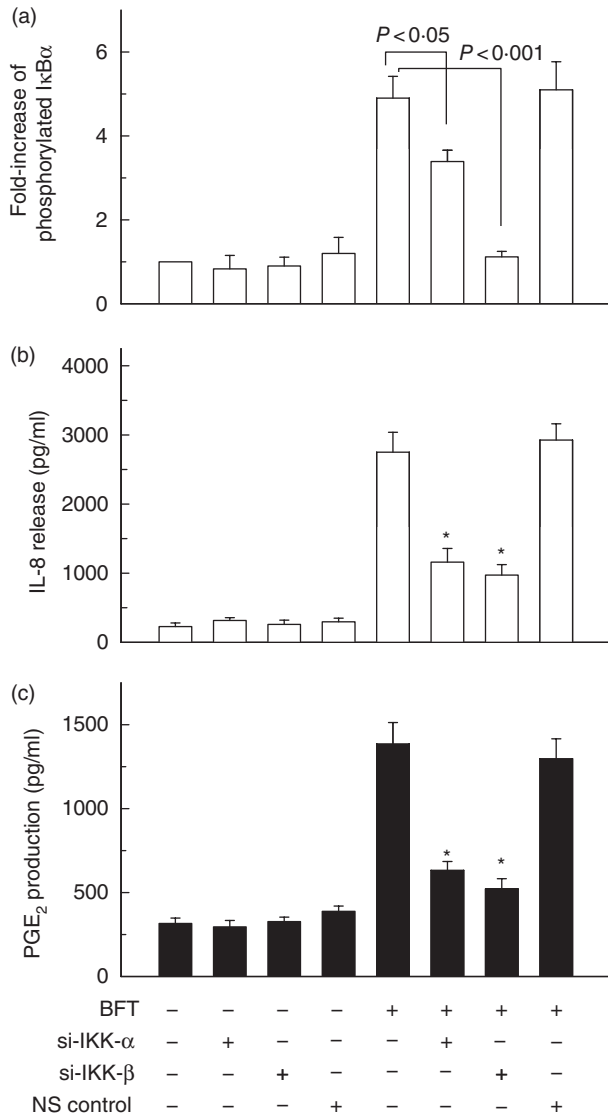 (a)
Fold-increase of
phosphorylated IκBα
6
4
2
1
0
P < 0·05
P < 0·001
(b)
IL-8 release (pg/ml)
4000
3000
2000
1000
0
* *
(c)
PGE2 production (pg/ml)
1500
1000
500
0
* *
BFT – – – – + + + +
si-IKK-α – + – – – + – –
si-IKK-β – – + – – – + –
NS control – – – + – – – +